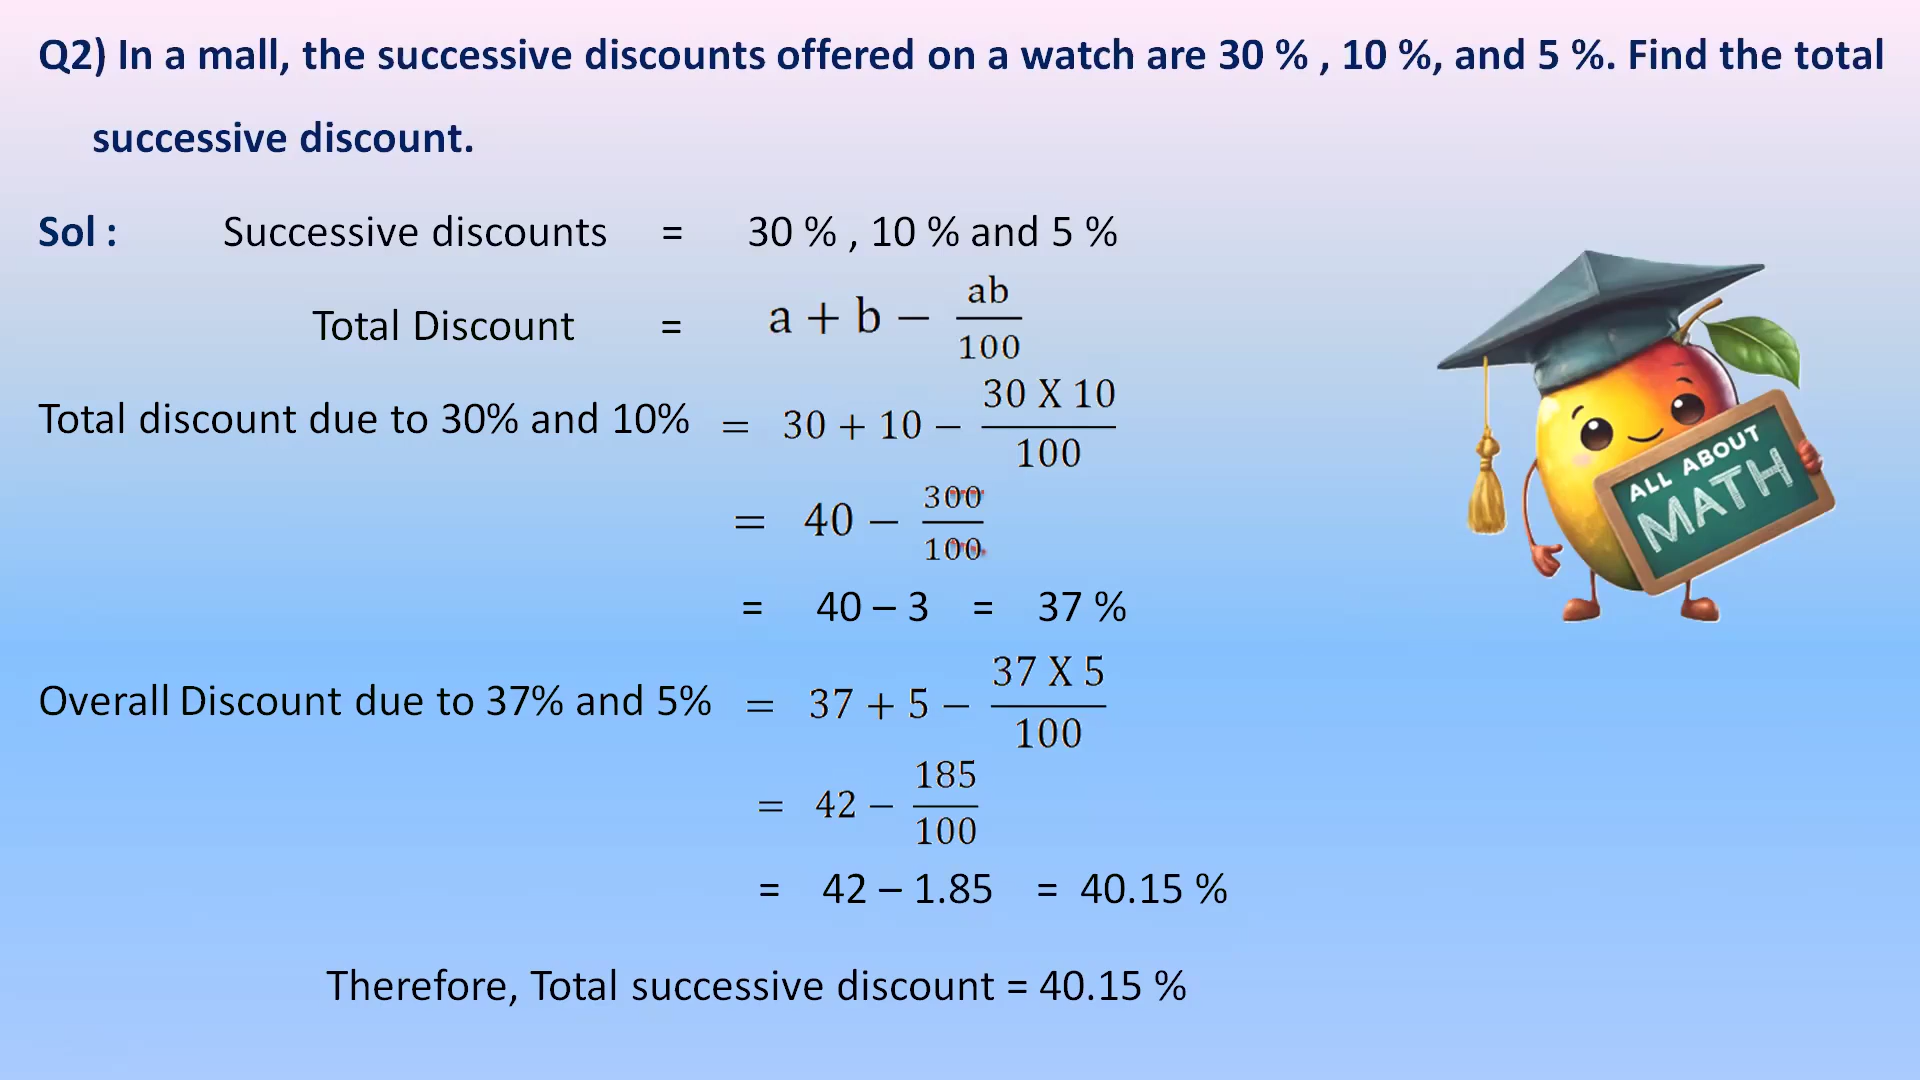 Q2) In a mall, the successive discounts offered on a watch are 30 % , 10 %, and 5 %. Find the total
successive discount.
Sol : Successive discounts = 30 % , 10 % and 5 %
Total Discount = a + b − ab/100
Total discount due to 30% and 10% = 30 + 10 − 30 X 10/100
= 40 − 300/100
= 40 – 3 = 37 %
Overall Discount due to 37% and 5% = 37 + 5 − 37 X 5/100
= 42 − 185/100
= 42 – 1.85 = 40.15 %
Therefore, Total successive discount = 40.15 %
ALL ABOUT
MATH